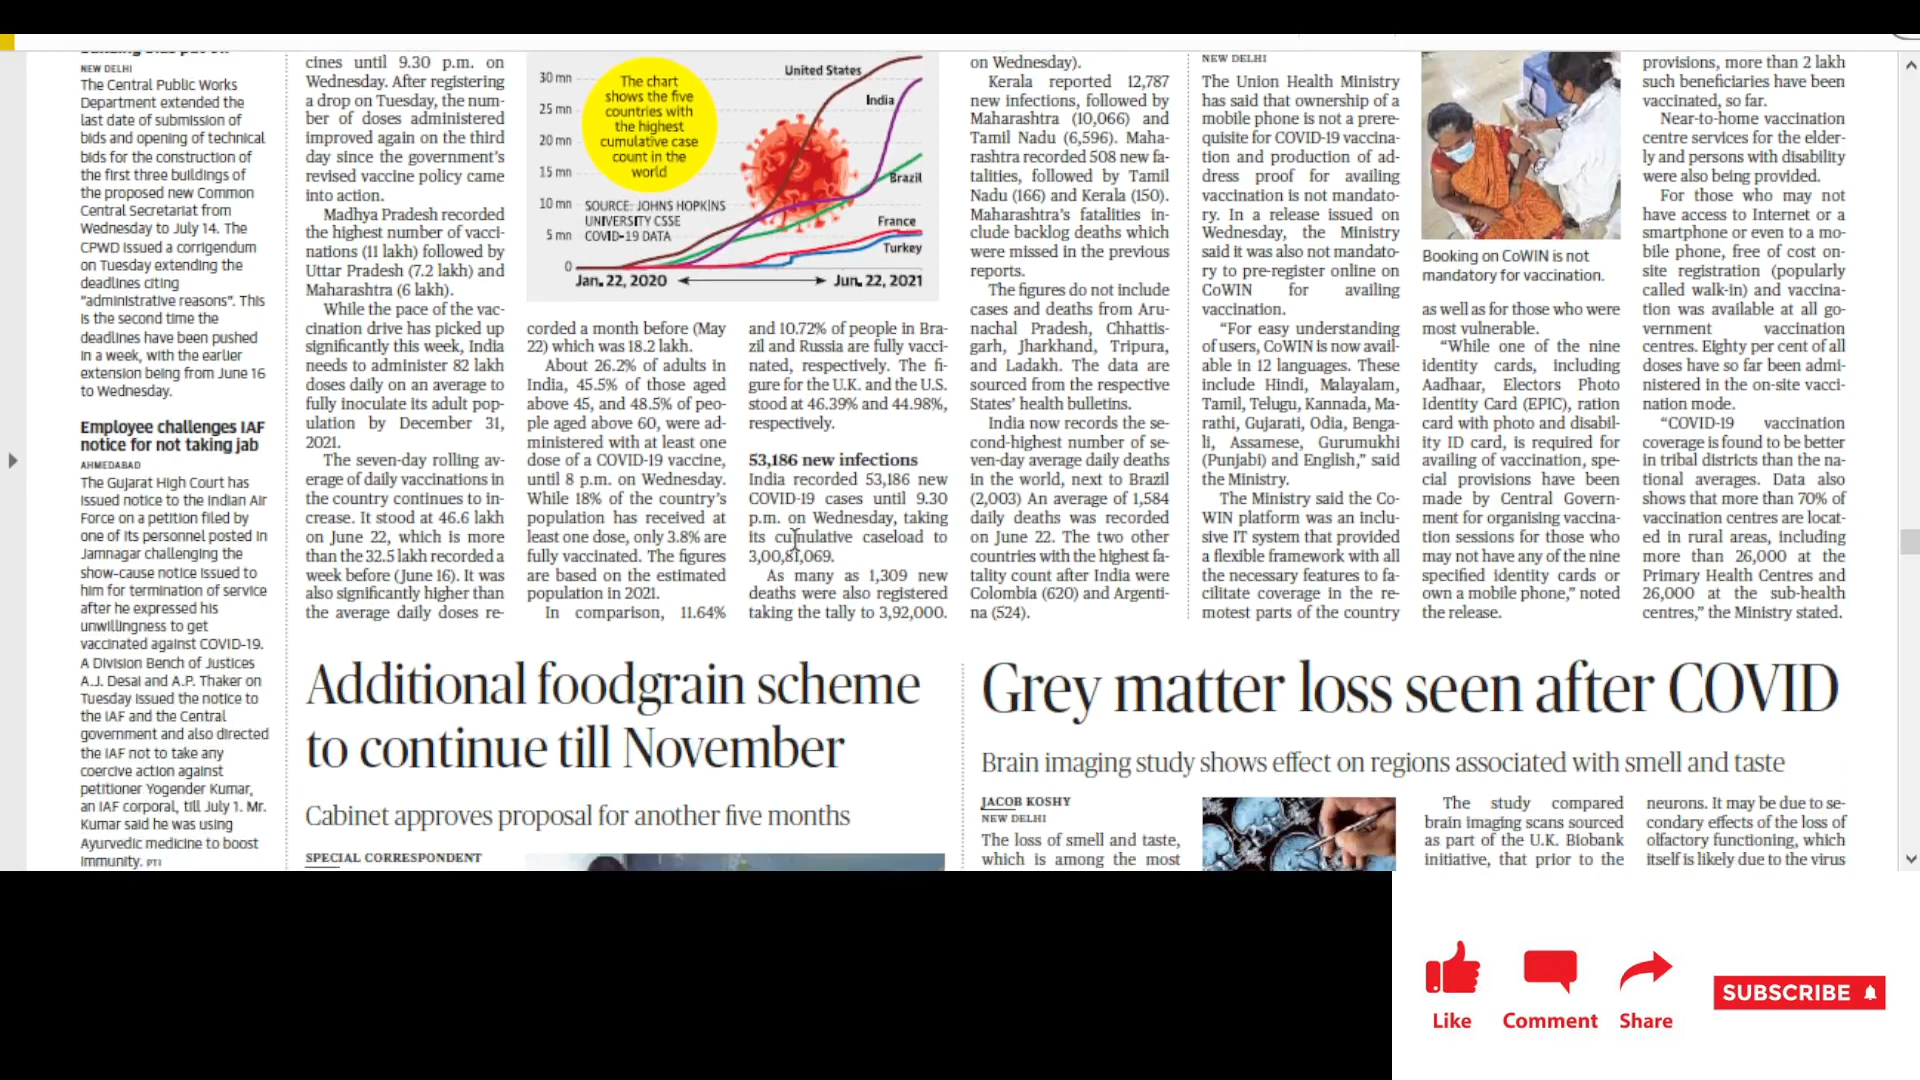 NEW DELHI
The Central Public Works
Department extended the
last date of submission of
bids and opening of technical
bids for the construction of
the first three buildings of
the proposed new Common
Central Secretariat from
Wednesday to July 14. The
CPWD issued a corrigendum
on Tuesday extending the
deadlines citing
"administrative reasons". This
is the second time the
deadlines have been pushed
in a week, with the earlier
extension being from June 16
to Wednesday.
Employee challenges IAF
notice for not taking jab
AHMEDABAD
The Gujarat High Court has
issued notice to the Indian Air
Force on a petition filed by
one of its personnel posted in
Jamnagar challenging the
show-cause notice issued to
him for termination of service
after he expressed his
unwillingness to get
vaccinated against COVID-19.
A Division Bench of Justices
A.J. Desai and A.P. Thaker on
Tuesday issued the notice to
the IAF and the Central
government and also directed
the IAF not to take any
coercive action against
petitioner Yogender Kumar,
an IAF corporal, till July 1. Mr.
Kumar said he was using
Ayurvedic medicine to boost
immunity. PTI
cines until 9.30 p.m. on
Wednesday. After registering
a drop on Tuesday, the num-
ber of doses administered
improved again on the third
day since the government's
revised vaccine policy came
into action.
Madhya Pradesh recorded
the highest number of vacci-
nations (11 lakh) followed by
Uttar Pradesh (7.2 lakh) and
Maharashtra (6 lakh).
While the pace of the vac-
cination drive has picked up
significantly this week, India
needs to administer 82 lakh
doses daily on an average to
fully inoculate its adult pop-
ulation by December 31,
2021.
The seven-day rolling av-
erage of daily vaccinations in
the country continues to in-
crease. It stood at 46.6 lakh
on June 22, which is more
than the 32.5 lakh recorded a
week before (June 16). It was
also significantly higher than
the average daily doses re-
30 mn
25 mn
20 mn
15 mn
10 mn
5 mn
0
The chart
shows the five
countries with
the highest
cumulative case
count in the
world
SOURCE: JOHNS HOPKINS
UNIVERSITY CSSE
COVID-19 DATA
United States
India
Brazil
France
Turkey
Jan. 22, 2020
Jun. 22, 2021
corded a month before (May
22) which was 18.2 lakh.
About 26.2% of adults in
India, 45.5% of those aged
above 45, and 48.5% of peo-
ple aged above 60, were ad-
ministered with at least one
dose of a COVID-19 vaccine,
until 8 p.m. on Wednesday.
While 18% of the country's
population has received at
least one dose, only 3.8% are
fully vaccinated. The figures
are based on the estimated
population in 2021.
In comparison, 11.64%
and 10.72% of people in Bra-
zil and Russia are fully vacci-
nated, respectively. The fi-
gure for the U.K. and the U.S.
stood at 46.39% and 44.98%,
respectively.
53,186 new infections
India recorded 53,186 new
COVID-19 cases until 9.30
p.m. on Wednesday, taking
its cumulative caseload to
3,00,81,069.
As many as 1,309 new
deaths were also registered
taking the tally to 3,92,000.
on Wednesday).
Kerala reported 12,787
new infections, followed by
Maharashtra (10,066) and
Tamil Nadu (6,596). Maha-
rashtra recorded 508 new fa-
talities, followed by Tamil
Nadu (166) and Kerala (150).
Maharashtra's fatalities in-
clude backlog deaths which
were missed in the previous
reports.
The figures do not include
cases and deaths from Aru-
nachal Pradesh, Chhattis-
garh, Jharkhand, Tripura,
and Ladakh. The data are
sourced from the respective
States' health bulletins.
India now records the se-
cond-highest number of se-
ven-day average daily deaths
in the world, next to Brazil
(2,003) An average of 1,584
daily deaths was recorded
on June 22. The two other
countries with the highest fa-
tality count after India were
Colombia (620) and Argenti-
na (524).
NEW DELHI
The Union Health Ministry
has said that ownership of a
mobile phone is not a prere-
quisite for COVID-19 vaccina-
tion and production of ad-
dress proof for availing
vaccination is not mandato-
ry. In a release issued on
Wednesday, the Ministry
said it was also not mandato-
ry to pre-register online on
CoWIN for availing
vaccination.
"For easy understanding
of users, CoWIN is now avail-
able in 12 languages. These
include Hindi, Malayalam,
Tamil, Telugu, Kannada, Ma-
rathi, Gujarati, Odia, Benga-
li, Assamese, Gurumukhi
(Punjabi) and English," said
the Ministry.
The Ministry said the Co-
WIN platform was an inclu-
sive IT system that provided
a flexible framework with all
the necessary features to fa-
cilitate coverage in the re-
motest parts of the country
Booking on CoWIN is not
mandatory for vaccination.
as well as for those who were
most vulnerable.
"While one of the nine
identity cards, including
Aadhaar, Electors Photo
Identity Card (EPIC), ration
card with photo and disabil-
ity ID card, is required for
availing of vaccination, spe-
cial provisions have been
made by Central Govern-
ment for organising vaccina-
tion sessions for those who
may not have any of the nine
specified identity cards or
own a mobile phone," noted
the release.
provisions, more than 2 lakh
such beneficiaries have been
vaccinated, so far.
Near-to-home vaccination
centre services for the elder-
ly and persons with disability
were also being provided.
For those who may not
have access to Internet or a
smartphone or even to a mo-
bile phone, free of cost on-
site registration (popularly
called walk-in) and vaccina-
tion was available at all go-
vernment vaccination
centres. Eighty per cent of all
doses have so far been admi-
nistered in the on-site vacci-
nation mode.
"COVID-19 vaccination
coverage is found to be better
in tribal districts than the na-
tional averages. Data also
shows that more than 70% of
vaccination centres are locat-
ed in rural areas, including
more than 26,000 at the
Primary Health Centres and
26,000 at the sub-health
centres," the Ministry stated.
Additional foodgrain scheme
to continue till November
Cabinet approves proposal for another five months
SPECIAL CORRESPONDENT
Grey matter loss seen after COVID
Brain imaging study shows effect on regions associated with smell and taste
JACOB KOSHY
NEW DELHI
The loss of smell and taste,
which is among the most
The study compared
brain imaging scans sourced
as part of the U.K. Biobank
initiative, that prior to the
neurons. It may be due to se-
condary effects of the loss of
olfactory functioning, which
itself is likely due to the virus
Like
Comment
Share
SUBSCRIBE